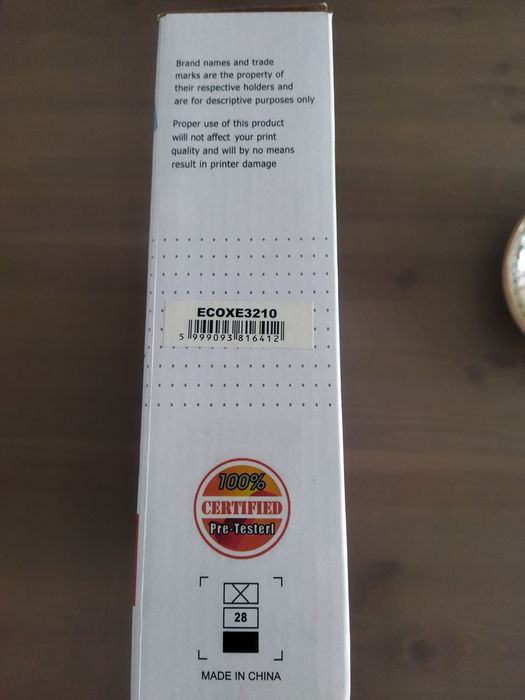 Brand names and trade
marks are the property of
their respective holders and
are for descriptive purposes only
Proper use of this product
wiill not affect your print
quality and will by no means
result in printer damage
ECOXE3210
5 999093 816412
100%
CERTIFIED
Pre-Testerl
28
MADE IN CHINA